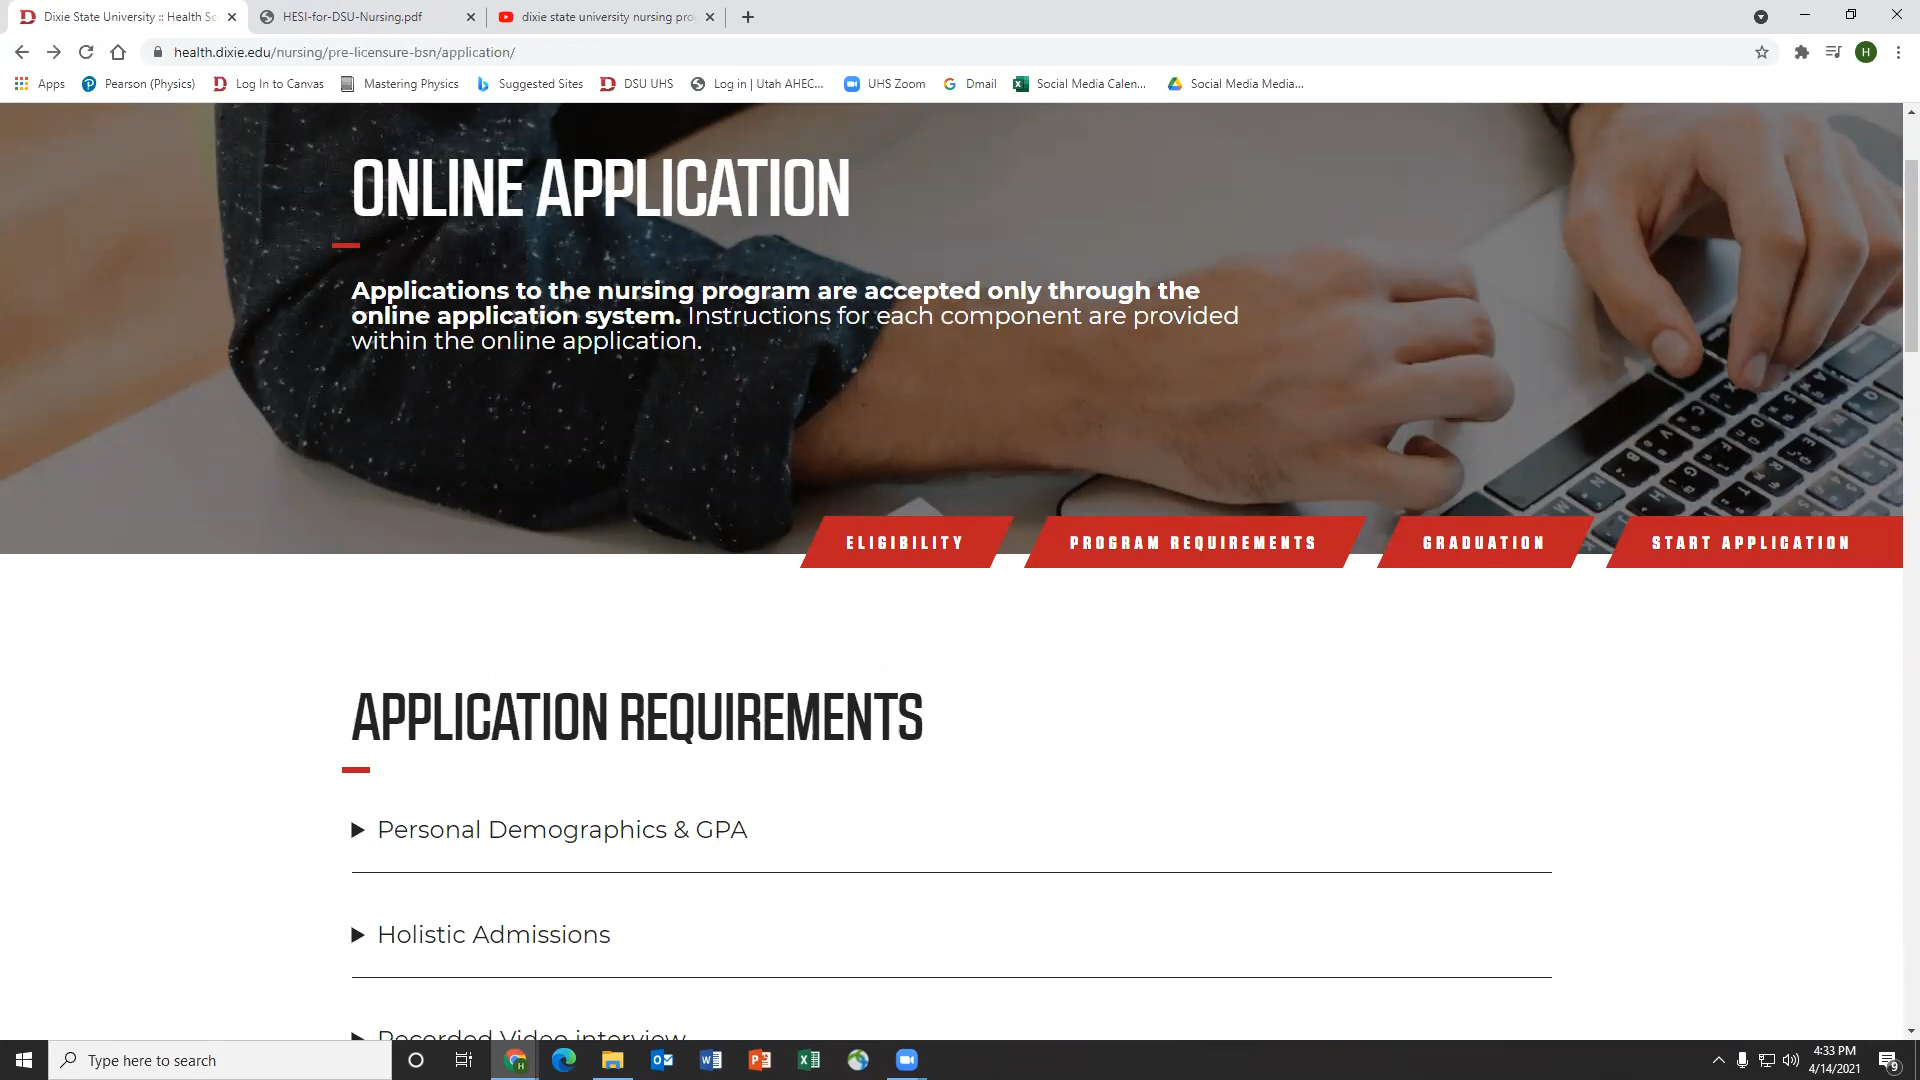 Dixie State University :: Health Sc
HESI-for-DSU-Nursing.pdf
dixie state university nursing pro
health.dixie.edu/nursing/pre-licensure-bsn/application/
H
Apps
Pearson (Physics)
Log In to Canvas
Mastering Physics
Suggested Sites
DSU UHS
Log in | Utah AHEC...
UHS Zoom
Dmail
Social Media Calen...
Social Media Media...
ONLINE APPLICATION
Applications to the nursing program are accepted only through the
online application system. Instructions for each component are provided
within the online application.
ELIGIBILITY
PROGRAM REQUIREMENTS
GRADUATION
START APPLICATION
APPLICATION REQUIREMENTS
Personal Demographics & GPA
Holistic Admissions
Recorded Video interview
Type here to search
4:33 PM
4/14/2021
9